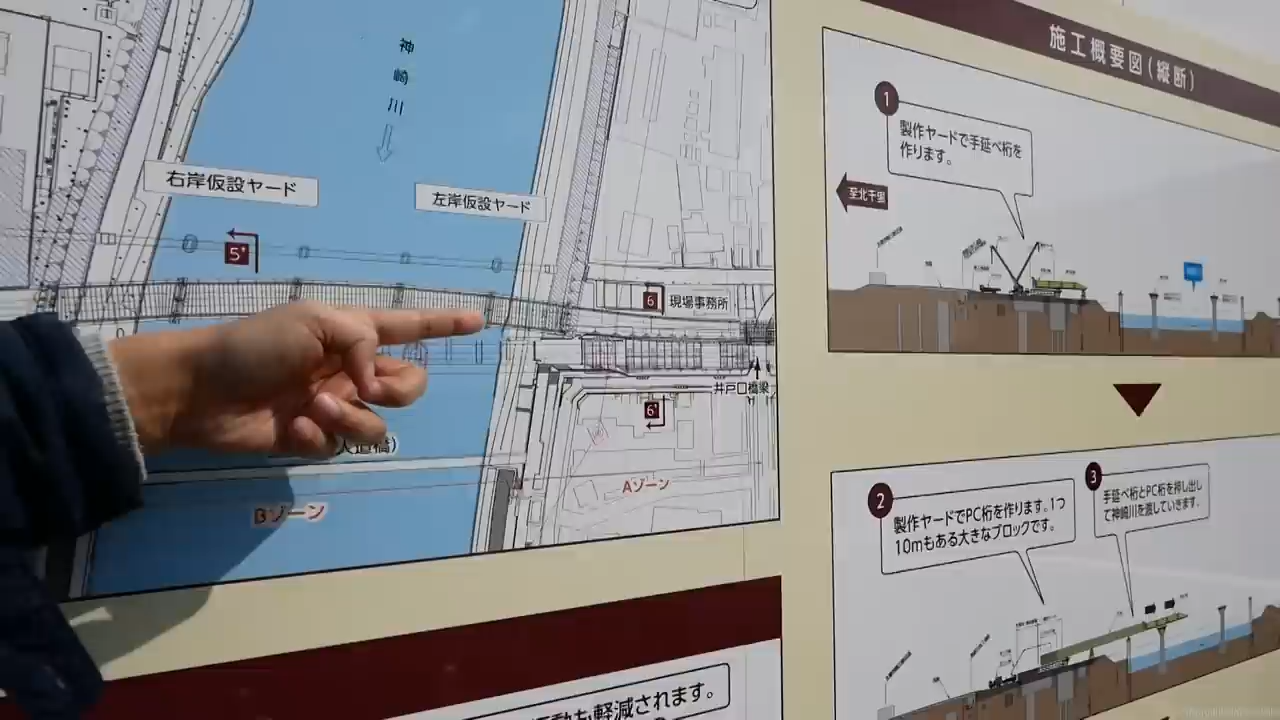 神崎川
右岸仮設ヤード
左岸仮設ヤード
5'
6
現場事務所
井戸口橋梁
6'
人道橋)
Aゾーン
Bゾーン
軽減されます。
施工概要図(縦断)
1
製作ヤードで手延べ桁を
作ります。
至北千里
2
製作ヤードでPC桁を作ります。1つ
10mもある大きなブロックです。
3
手延べ桁とPC桁を押し出し
て神崎川を渡していきます。